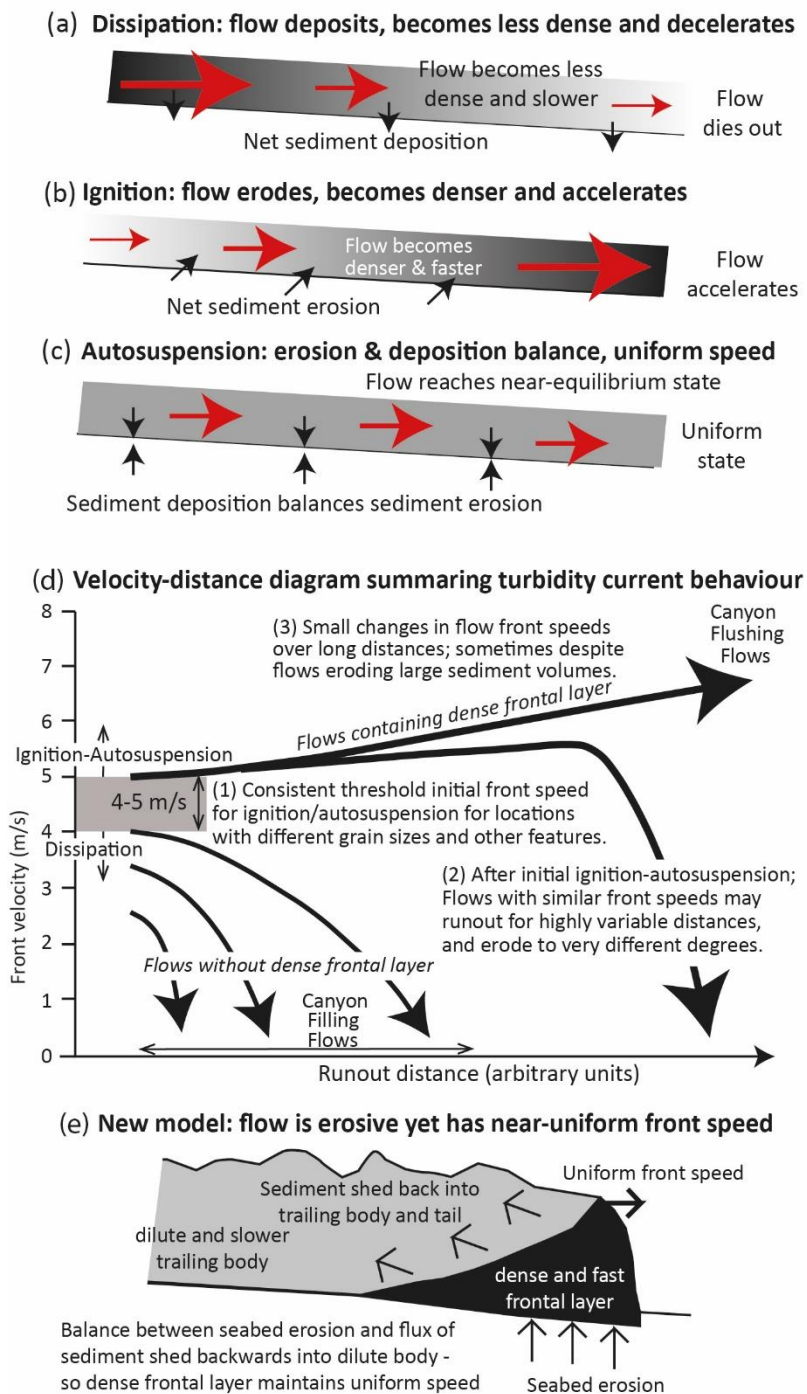 (a) Dissipation: flow deposits, becomes less dense and decelerates
Flow becomes less
dense and slower
Flow
dies out
Net sediment deposition
(b) Ignition: flow erodes, becomes denser and accelerates
Flow becomes
denser & faster
Flow
accelerates
Net sediment erosion
(c) Autosuspension: erosion & deposition balance, uniform speed
Flow reaches near-equilibrium state
Uniform
state
Sediment deposition balances sediment erosion
(d) Velocity-distance diagram summaring turbidity current behaviour
8
7
6
5
4
3
2
1
0
Front velocity (m/s)
Canyon
Flushing
Flows
(3) Small changes in flow front speeds
over long distances; sometimes despite
flows eroding large sediment volumes.
Flows containing dense frontal layer
Ignition-Autosuspension
4-5 m/s
(1) Consistent threshold initial front speed
for ignition/autosuspension for locations
with different grain sizes and other features.
Dissipation
(2) After initial ignition-autosuspension;
Flows with similar front speeds may
runout for highly variable distances,
and erode to very different degrees.
Flows without dense frontal layer
Canyon
Filling
Flows
Runout distance (arbitrary units)
(e) New model: flow is erosive yet has near-uniform front speed
Uniform front speed
Sediment shed back into
trailing body and tail
dilute and slower
trailing body
dense and fast
frontal layer
Balance between seabed erosion and flux of
sediment shed backwards into dilute body -
so dense frontal layer maintains uniform speed
Seabed erosion